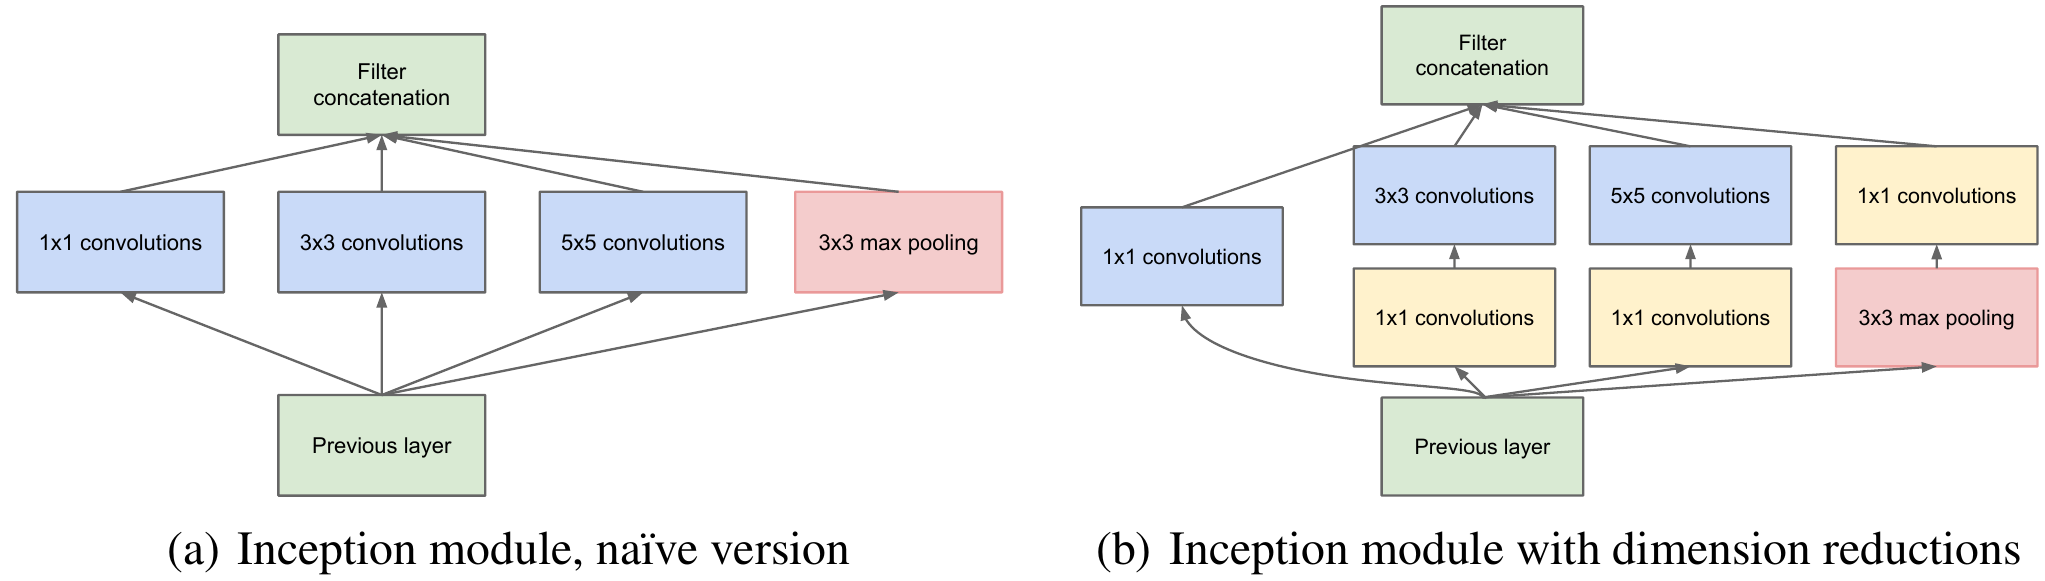 Filter
concatenation
1x1 convolutions
3x3 convolutions
5x5 convolutions
3x3 max pooling
Previous layer
(a) Inception module, naïve version
Filter
concatenation
1x1 convolutions
3x3 convolutions
5x5 convolutions
1x1 convolutions
1x1 convolutions
1x1 convolutions
3x3 max pooling
Previous layer
(b) Inception module with dimension reductions